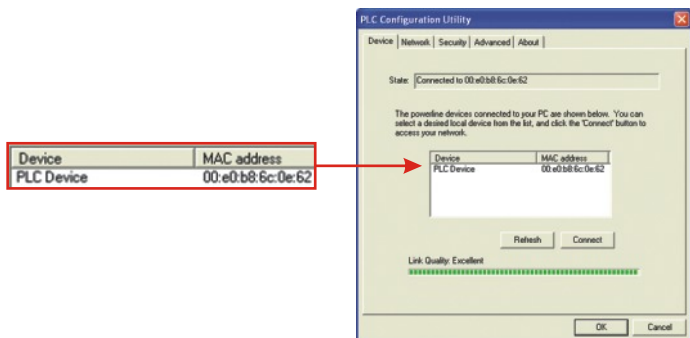 Device MAC address
PLC Device 00:e0:b8:6c:0e:62
PLC Configuration Utility
Device Network Security Advanced About
State: Connected to 00:e0:b8:6c:0e:62
The powerline devices connected to your PC are shown below. You can
select a desired local device from the list, and click the 'Connect' button to
access your network.
Device MAC address
PLC Device 00:e0:b8:6c:0e:62
Refresh Connect
Link Quality: Excellent
OK Cancel